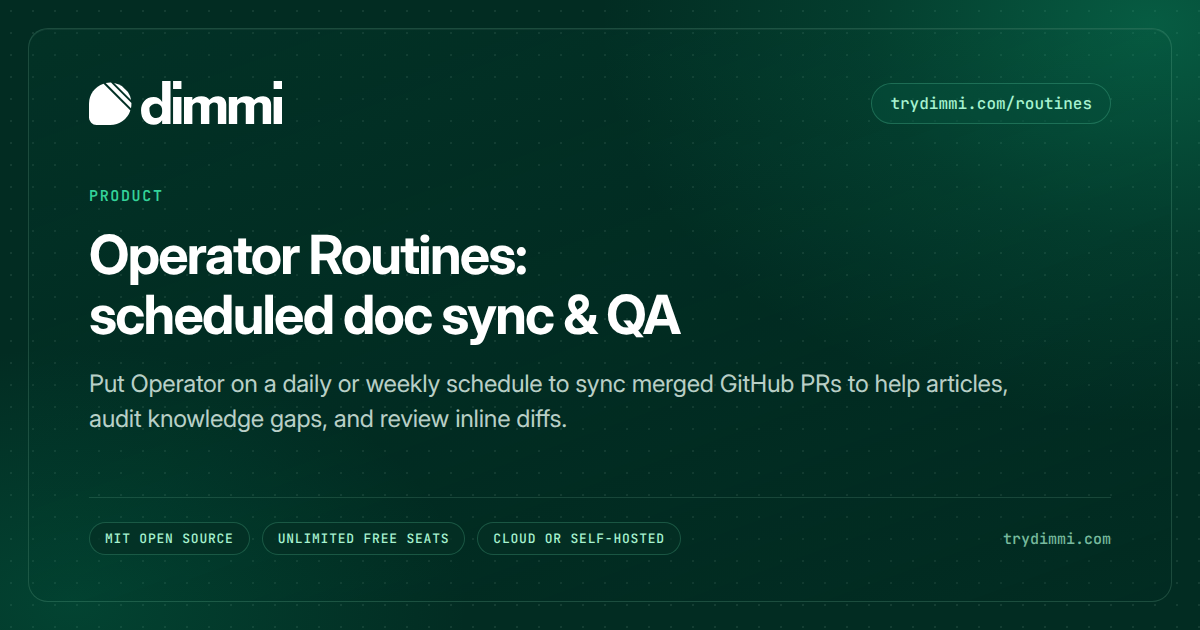 dimmi
trydimmi.com/routines
PRODUCT
Operator Routines:
scheduled doc sync & QA
Put Operator on a daily or weekly schedule to sync merged GitHub PRs to help articles,
audit knowledge gaps, and review inline diffs.
MIT OPEN SOURCE
UNLIMITED FREE SEATS
CLOUD OR SELF-HOSTED
trydimmi.com